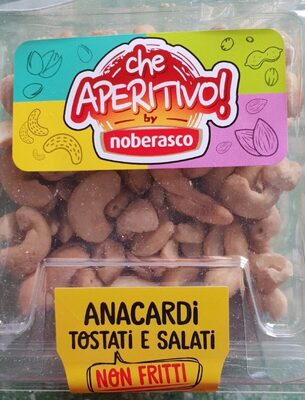 che
APERITIVO!
by
noberasco
ANACARDi
TOSTATI E SALATI
NON FRITTI